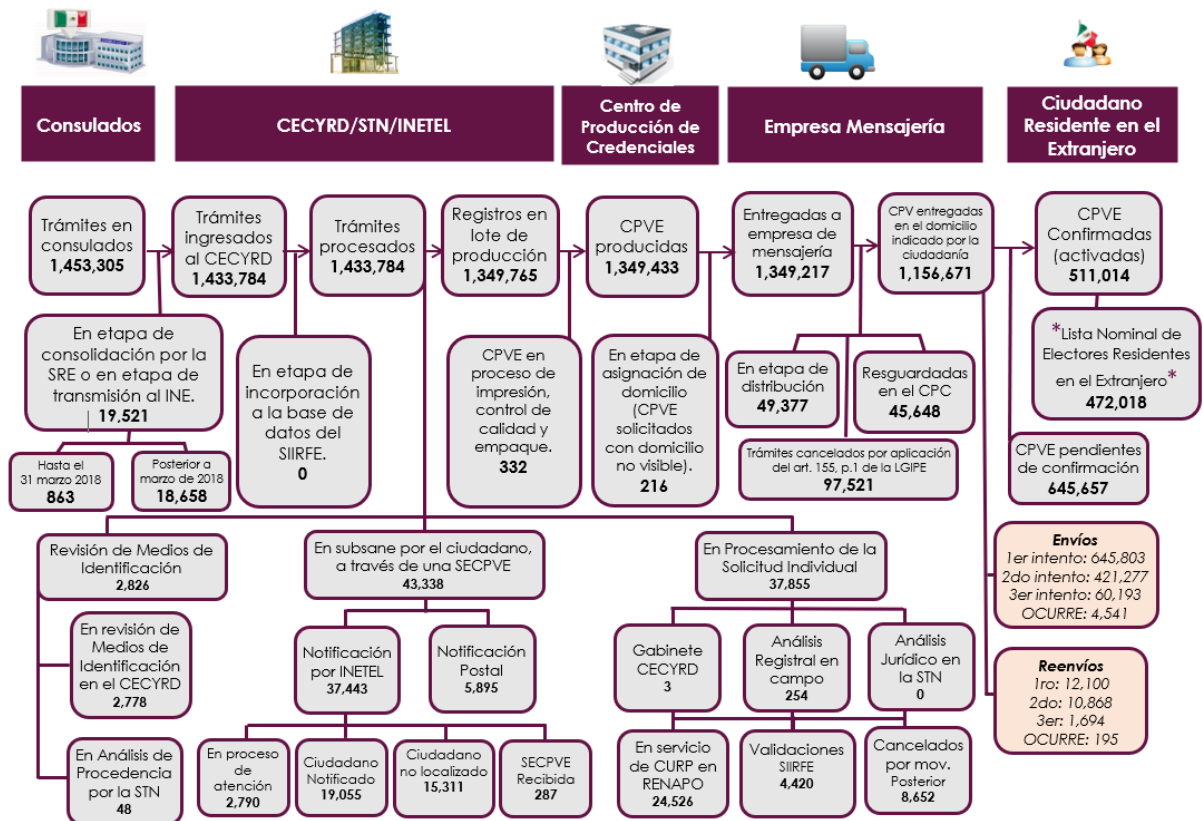 Consulados
CECYRD/STN/INETEL
Centro de
Producción de
Credenciales
Empresa Mensajería
Ciudadano
Residente en el
Extranjero
Trámites en
consulados
1,453,305
Trámites
ingresados
al CECYRD
1,433,784
Trámites
procesados
1,433,784
Registros en
lote de
producción
1,349,765
CPVE
producidas
1,349,433
Entregadas a
empresa de
mensajería
1,349,217
CPV entregadas
en el domicilio
indicado por la
ciudadanía
1,156,671
CPVE
Confirmadas
(activadas)
511,014
En etapa de
consolidación por la
SRE o en etapa de
transmisión al INE.
19,521
Hasta el
31 marzo 2018
863
Posterior a
marzo de 2018
18,658
En etapa de
incorporación
a la base de
datos del
SIIRFE.
0
CPVE en
proceso de
impresión,
control de
calidad y
empaque.
332
En etapa de
asignación de
domicilio
(CPVE
solicitados
con domicilio
no visible).
216
En etapa de
distribución
49,377
Resguardadas
en el CPC
45,648
Trámites cancelados por aplicación
del art. 155, p.1 de la LGIPE
97,521
*Lista Nominal de
Electores Residentes
en el Extranjero*
472,018
CPVE pendientes
de confirmación
645,657
Revisión de Medios de
Identificación
2,826
En revisión de
Medios de
Identificación
en el CECYRD
2,778
En Análisis de
Procedencia
por la STN
48
En subsane por el ciudadano,
a través de una SECPVE
43,338
Notificación
por INETEL
37,443
Notificación
Postal
5,895
En proceso
de
atención
2,790
Ciudadano
Notificado
19,055
Ciudadano
no localizado
15,311
SECPVE
Recibida
287
En Procesamiento de la
Solicitud Individual
37,855
Gabinete
CECYRD
3
Análisis
Registral en
campo
254
Análisis
Jurídico en
la STN
0
En servicio
de CURP en
RENAPO
24,526
Validaciones
SIIRFE
4,420
Cancelados
por mov.
Posterior
8,652
Envíos
1er intento: 645,803
2do intento: 421,277
3er intento: 60,193
OCURRE: 4,541
Reenvíos
1ro: 12,100
2do: 10,868
3er: 1,694
OCURRE: 195